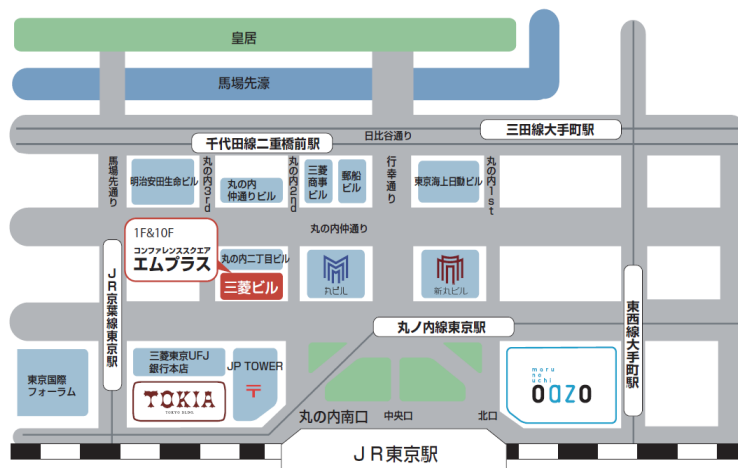 皇居
馬場先濠
日比谷通り
三田線大手町駅
千代田線二重橋前駅
馬場先通り
明治安田生命ビル
丸の内3rd
丸の内
仲通りビル
丸の内2nd
三菱
商事
ビル
郵船
ビル
行幸通り
東京海上日動ビル
丸の内1st
丸の内仲通り
1F&10F
コンファレンススクエア
エムプラス
丸の内二丁目ビル
三菱ビル
丸ビル
新丸ビル
JR京葉線東京駅
東西線大手町駅
丸ノ内線東京駅
東京国際
フォーラム
三菱東京UFJ
銀行本店
TOKIA
TOKYO BLDG
JP TOWER
〒
maru
no
uchi
oazo
丸の内南口
中央口
北口
JR東京駅